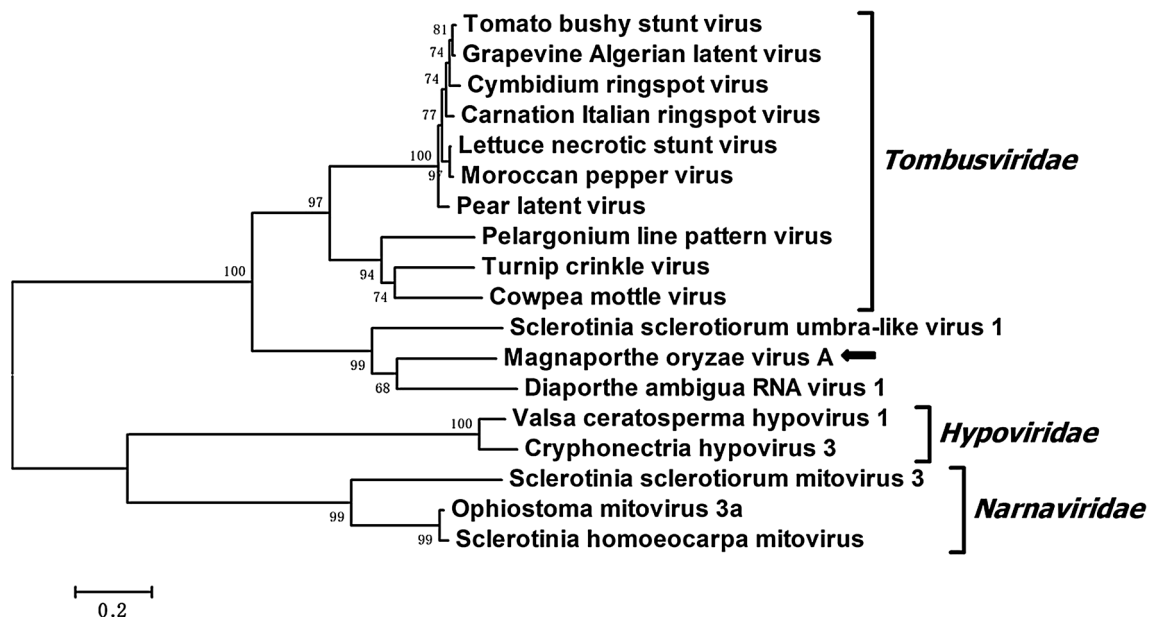 81 Tomato bushy stunt virus
74 Grapevine Algerian latent virus
74 Cymbidium ringspot virus
77 Carnation Italian ringspot virus
Lettuce necrotic stunt virus
100
Tombusviridae
Moroccan pepper virus
97
97 Pear latent virus
Pelargonium line pattern virus
100 94 Turnip crinkle virus
74 Cowpea mottle virus
Sclerotinia sclerotiorum umbra-like virus 1
99 Magnaporthe oryzae virus A
68 Diaporthe ambigua RNA virus 1
100 Valsa ceratosperma hypovirus 1
Hypoviridae
Cryphonectria hypovirus 3
Sclerotinia sclerotiorum mitovirus 3
99 Ophiostoma mitovirus 3a
Narnaviridae
99 Sclerotinia homoeocarpa mitovirus
0.2